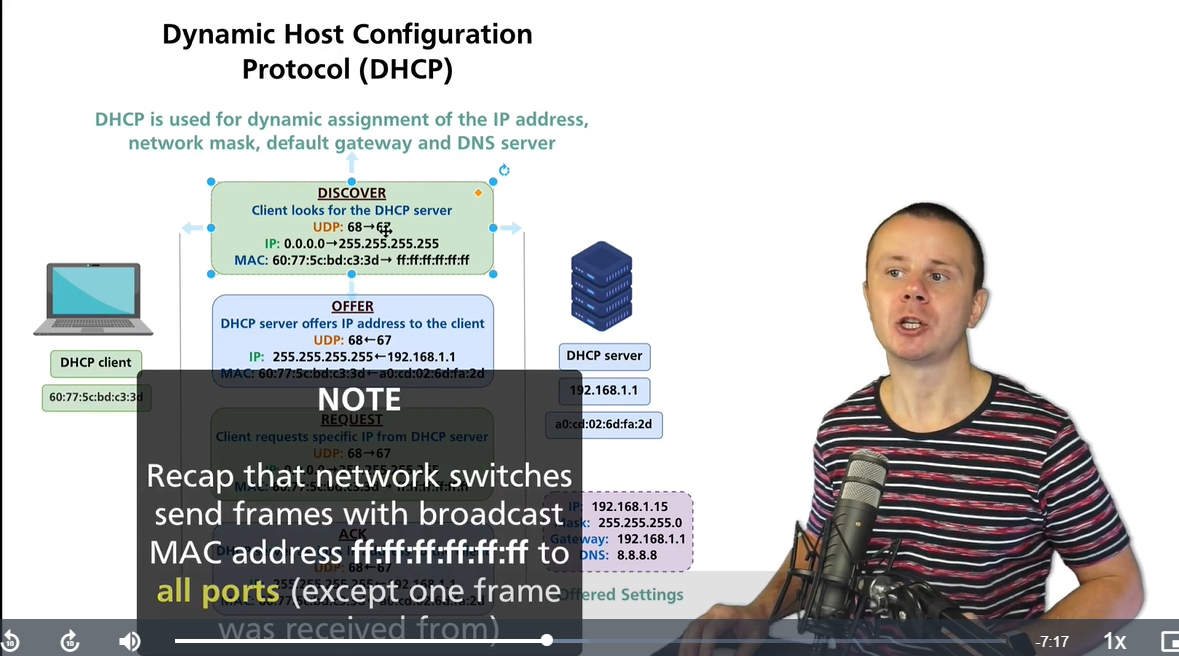 Dynamic Host Configuration
Protocol (DHCP)
DHCP is used for dynamic assignment of the IP address,
network mask, default gateway and DNS server
DISCOVER
Client looks for the DHCP server
UDP: 68→67
IP: 0.0.0.0→255.255.255.255
MAC: 60:77:5c:bd:c3:3d→ ff:ff:ff:ff:ff:ff
OFFER
DHCP server offers IP address to the client
UDP: 68←67
IP: 255.255.255.255←192.168.1.1
MAC: 60:77:5c:bd:c3:3d←a0:cd:02:6d:fa:2d
DHCP client
60:77:5c:bd:c3:3d
DHCP server
192.168.1.1
a0:cd:02:6d:fa:2d
REQUEST
Client requests specific IP from DHCP server
UDP: 68→67
NOTE
Recap that network switches
send frames with broadcast
MAC address ff:ff:ff:ff:ff:ff to
all ports (except one frame
was received from)
ACK
UDP: 68←67
IP: 192.168.1.15
Mask: 255.255.255.0
Gateway: 192.168.1.1
DNS: 8.8.8.8
Offered Settings
10
10
-7:17
1x